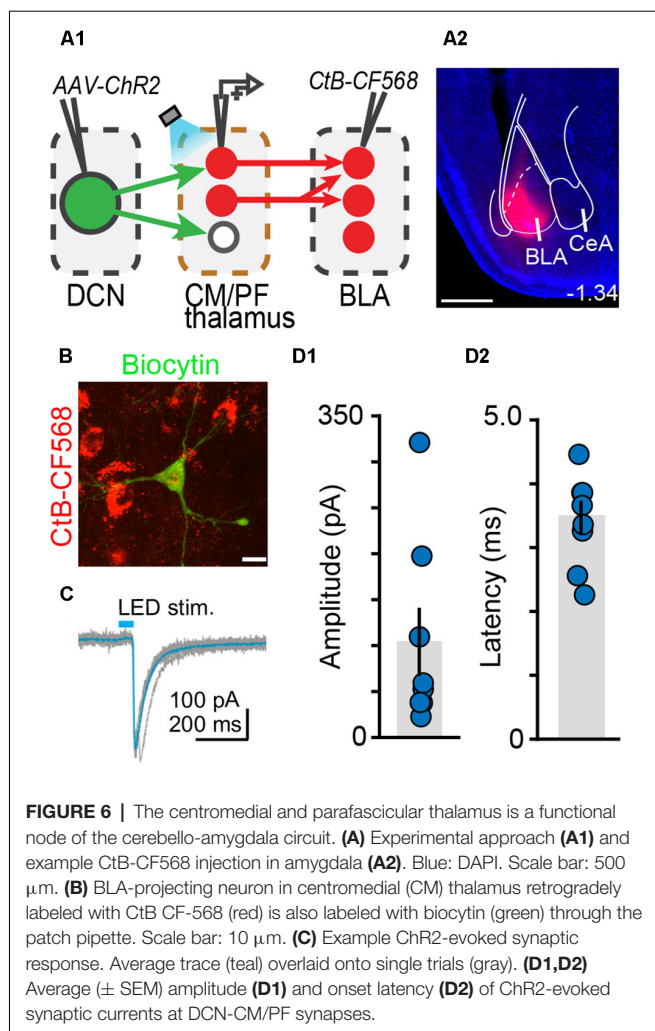 A1
A2
AAV-ChR2
CtB-CF568
DCN
CM/PF
thalamus
BLA
BLA
CeA
-1.34
B
Biocytin
CtB-CF568
C
LED stim.
100 pA
200 ms
D1
350
Amplitude (pA)
0
D2
5.0
Latency (ms)
0
FIGURE 6 | The centromedial and parafascicular thalamus is a functional
node of the cerebello-amygdala circuit. (A) Experimental approach (A1) and
example CtB-CF568 injection in amygdala (A2). Blue: DAPI. Scale bar: 500
μm. (B) BLA-projecting neuron in centromedial (CM) thalamus retrogradely
labeled with CtB CF-568 (red) is also labeled with biocytin (green) through the
patch pipette. Scale bar: 10 μm. (C) Example ChR2-evoked synaptic
response. Average trace (teal) overlaid onto single trials (gray). (D1,D2)
Average (± SEM) amplitude (D1) and onset latency (D2) of ChR2-evoked
synaptic currents at DCN-CM/PF synapses.